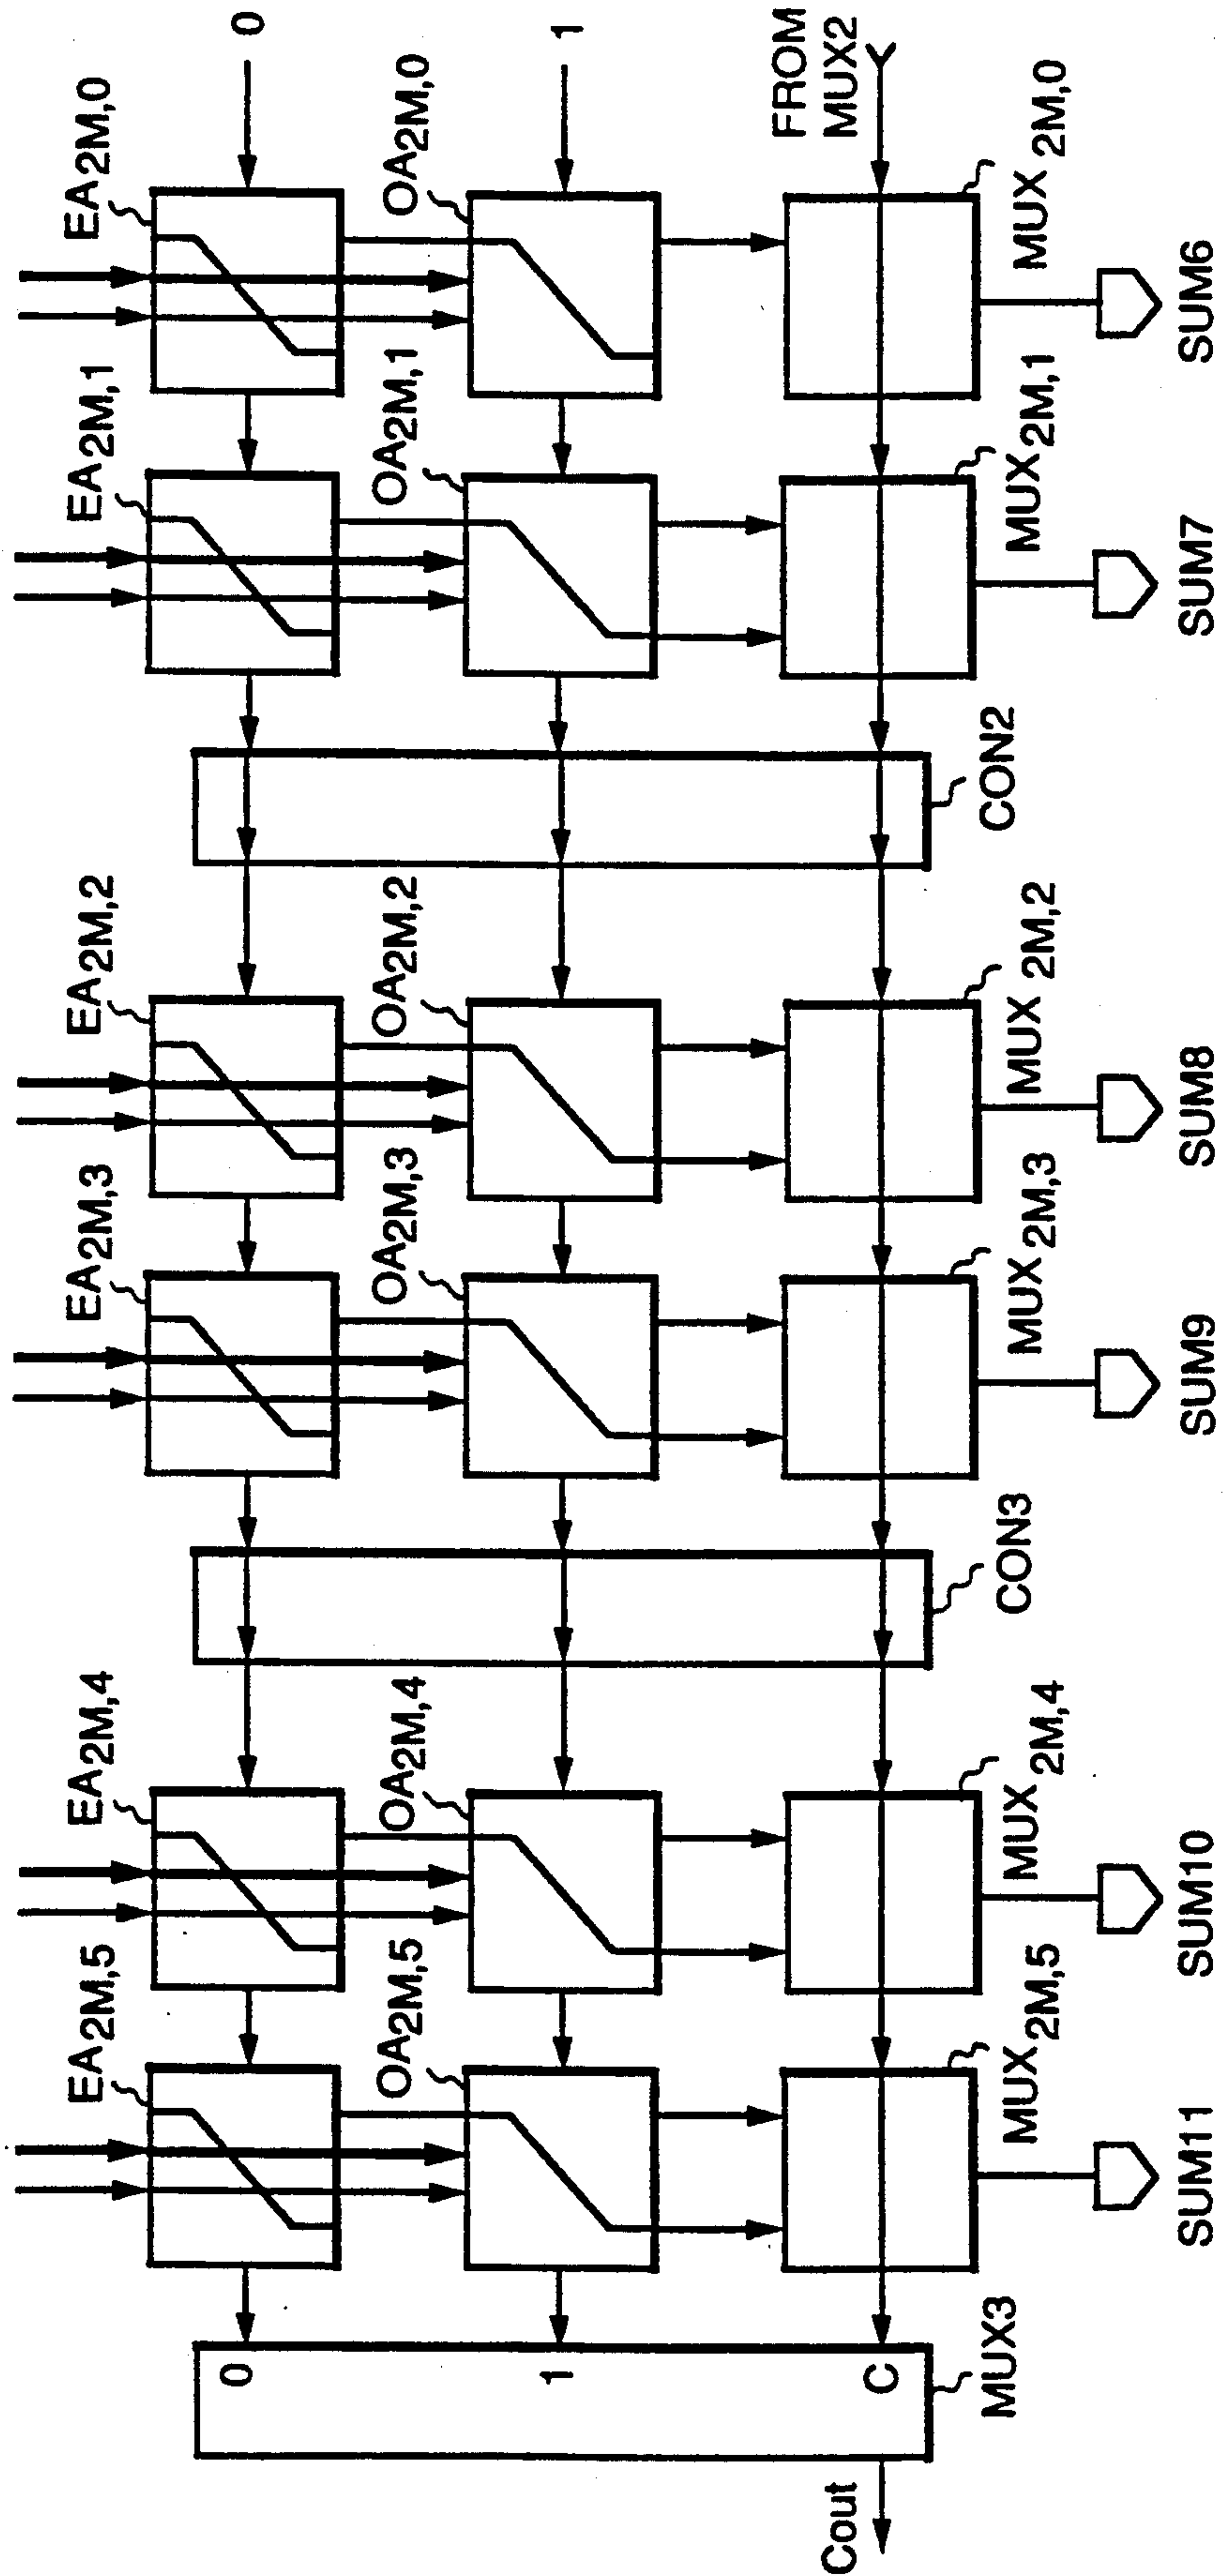 0
1
FROM
MUX2
EA2M,0
OA2M,0
MUX2M,0
SUM6
EA2M,1
OA2M,1
MUX2M,1
SUM7
CON2
EA2M,2
OA2M,2
MUX2M,2
SUM8
EA2M,3
OA2M,3
MUX2M,3
SUM9
CON3
EA2M,4
OA2M,4
MUX2M,4
SUM10
EA2M,5
OA2M,5
MUX2M,5
SUM11
0
1
C
MUX3
Cout